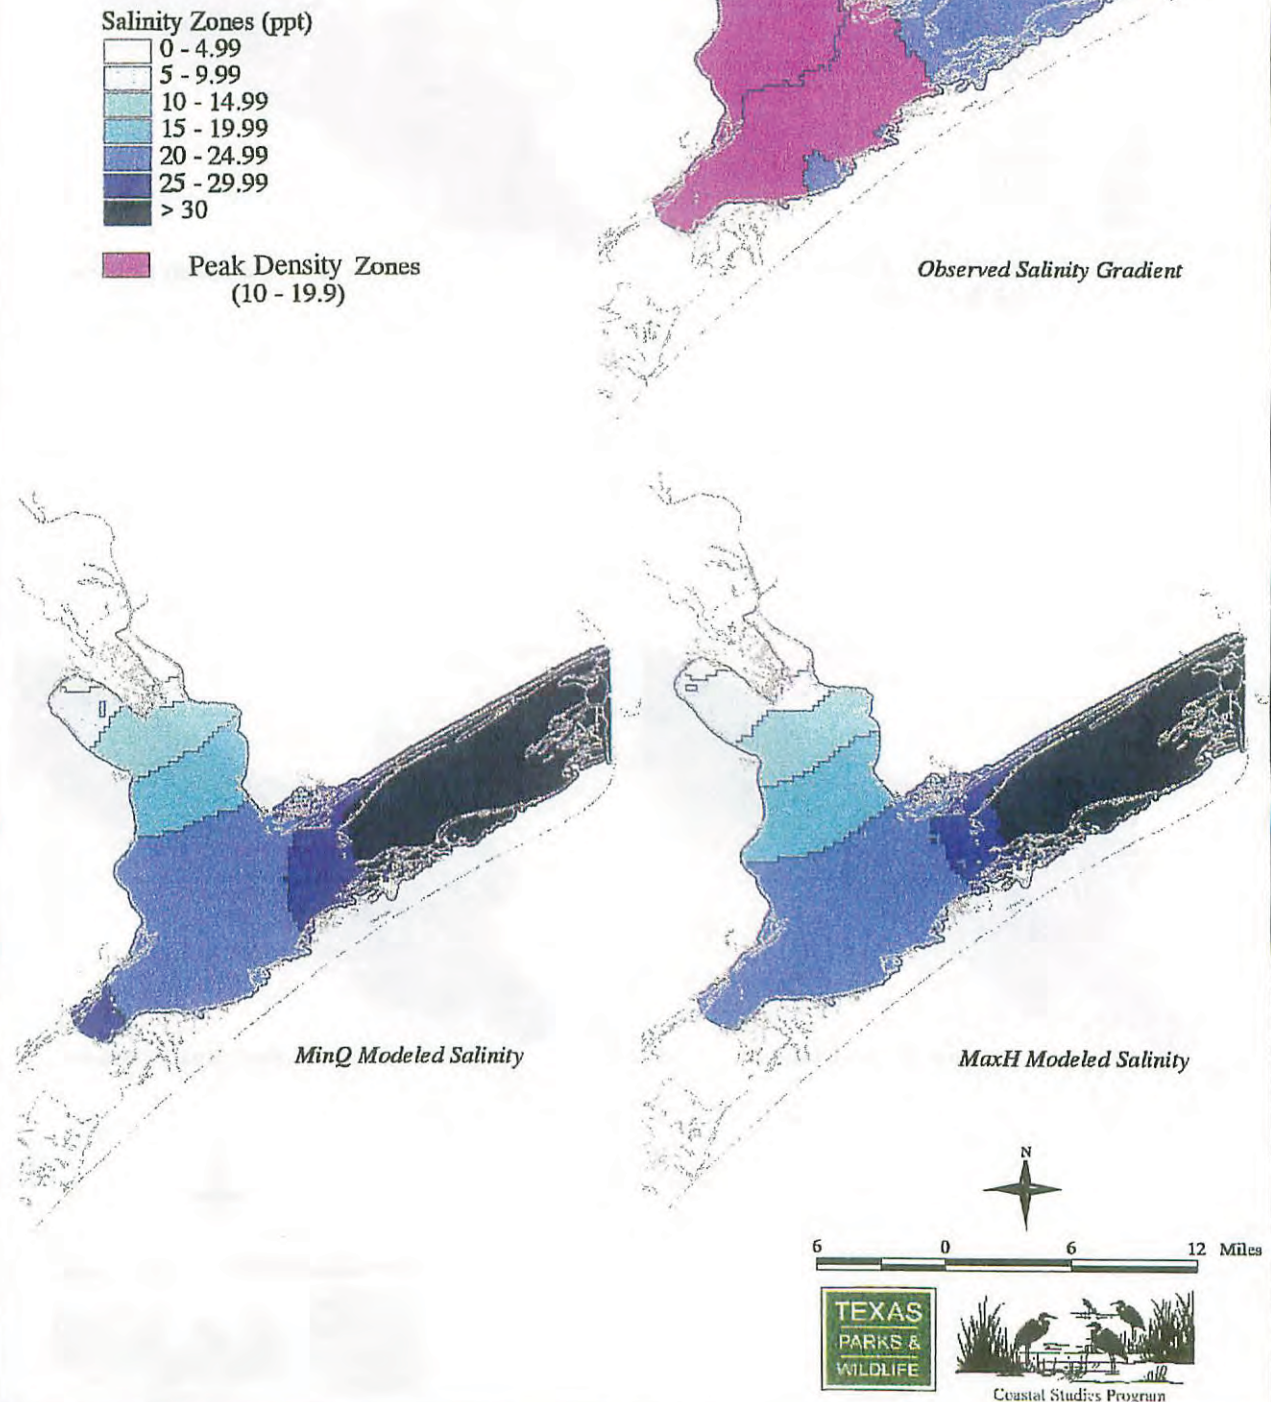 Salinity Zones (ppt)
0 - 4.99
5 - 9.99
10 - 14.99
15 - 19.99
20 - 24.99
25 - 29.99
> 30
Peak Density Zones
(10 - 19.9)
Observed Salinity Gradient
MinQ Modeled Salinity
MaxH Modeled Salinity
N
6 0 6 12 Miles
TEXAS
PARKS &
WILDLIFE
Coastal Studies Program